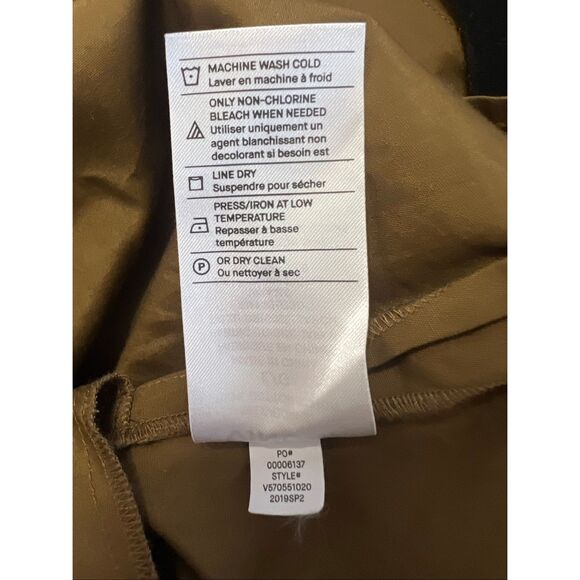 MACHINE WASH COLD
Laver en machine à froid
ONLY NON-CHLORINE
BLEACH WHEN NEEDED
Utiliser uniquement un
agent blanchissant non
decolorant si besoin est
LINE DRY
Suspendre pour sécher
PRESS/IRON AT LOW
TEMPERATURE
Repasser à basse
température
P
OR DRY CLEAN
Ou nettoyer à sec
PO#
00006137
STYLE#
V570551020
2019SP2